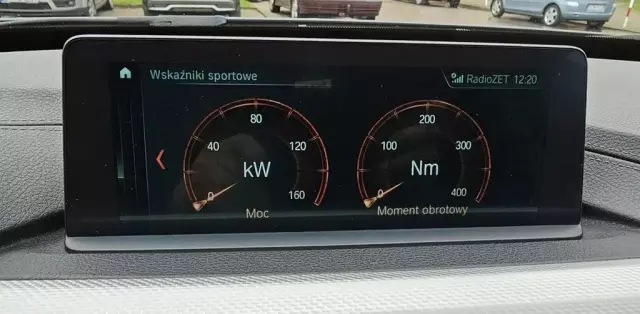 Wskaźniki sportowe
RadioZET 12:20
0 40 80 120 160
kW
Moc
0 100 200 300 400
Nm
Moment obrotowy